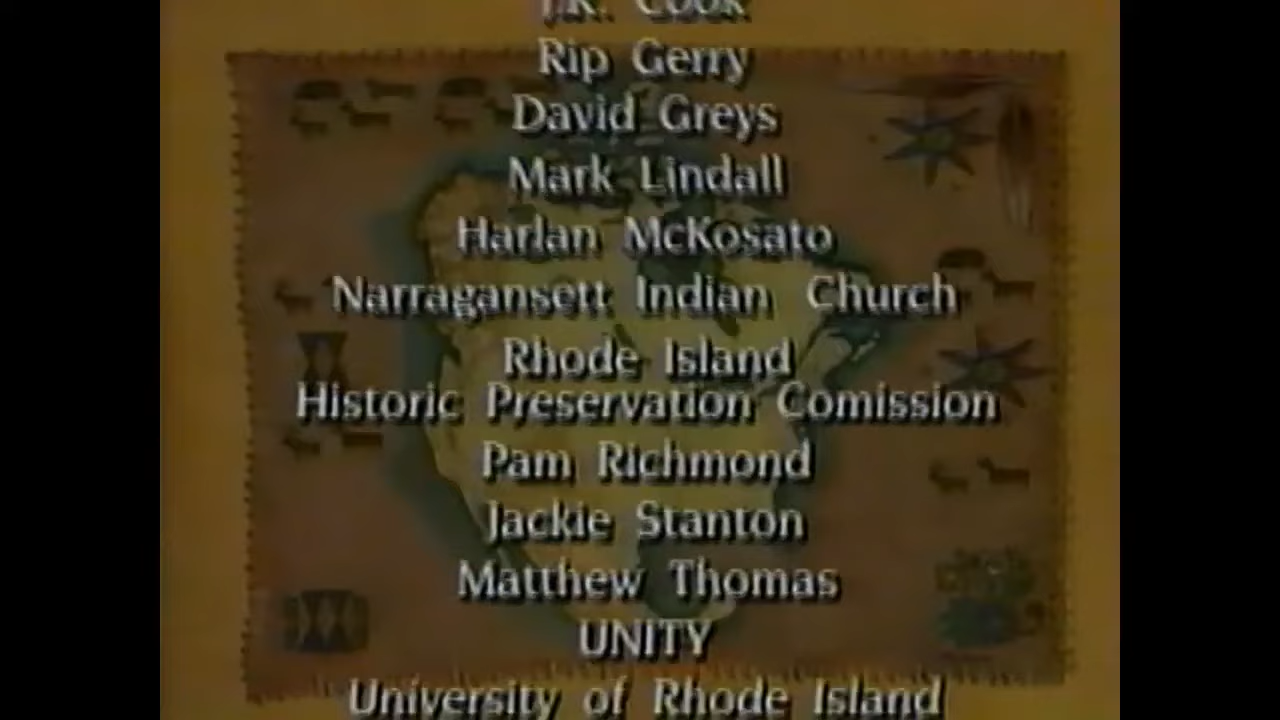 J.R. Cook
Rip Gerry
David Greys
Mark Lindall
Harlan McKosato
Narragansett Indian Church
Rhode Island
Historic Preservation Comission
Pam Richmond
Jackie Stanton
Matthew Thomas
UNITY
University of Rhode Island